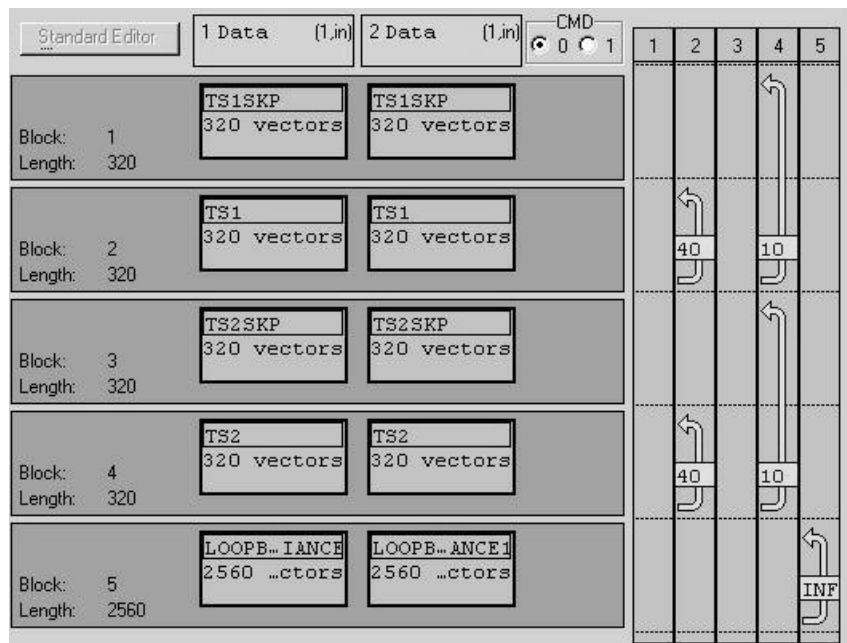 Standard Editor
1 Data (1,in)
2 Data (1,in)
CMD
0 1
1 2 3 4 5
TS1SKP
320 vectors
TS1SKP
320 vectors
Block: 1
Length: 320
TS1
320 vectors
TS1
320 vectors
Block: 2
Length: 320
40
10
TS2SKP
320 vectors
TS2SKP
320 vectors
Block: 3
Length: 320
TS2
320 vectors
TS2
320 vectors
Block: 4
Length: 320
40
10
LOOPB…IANCE
2560 …ctors
LOOPB…ANCE1
2560 …ctors
Block: 5
Length: 2560
INF